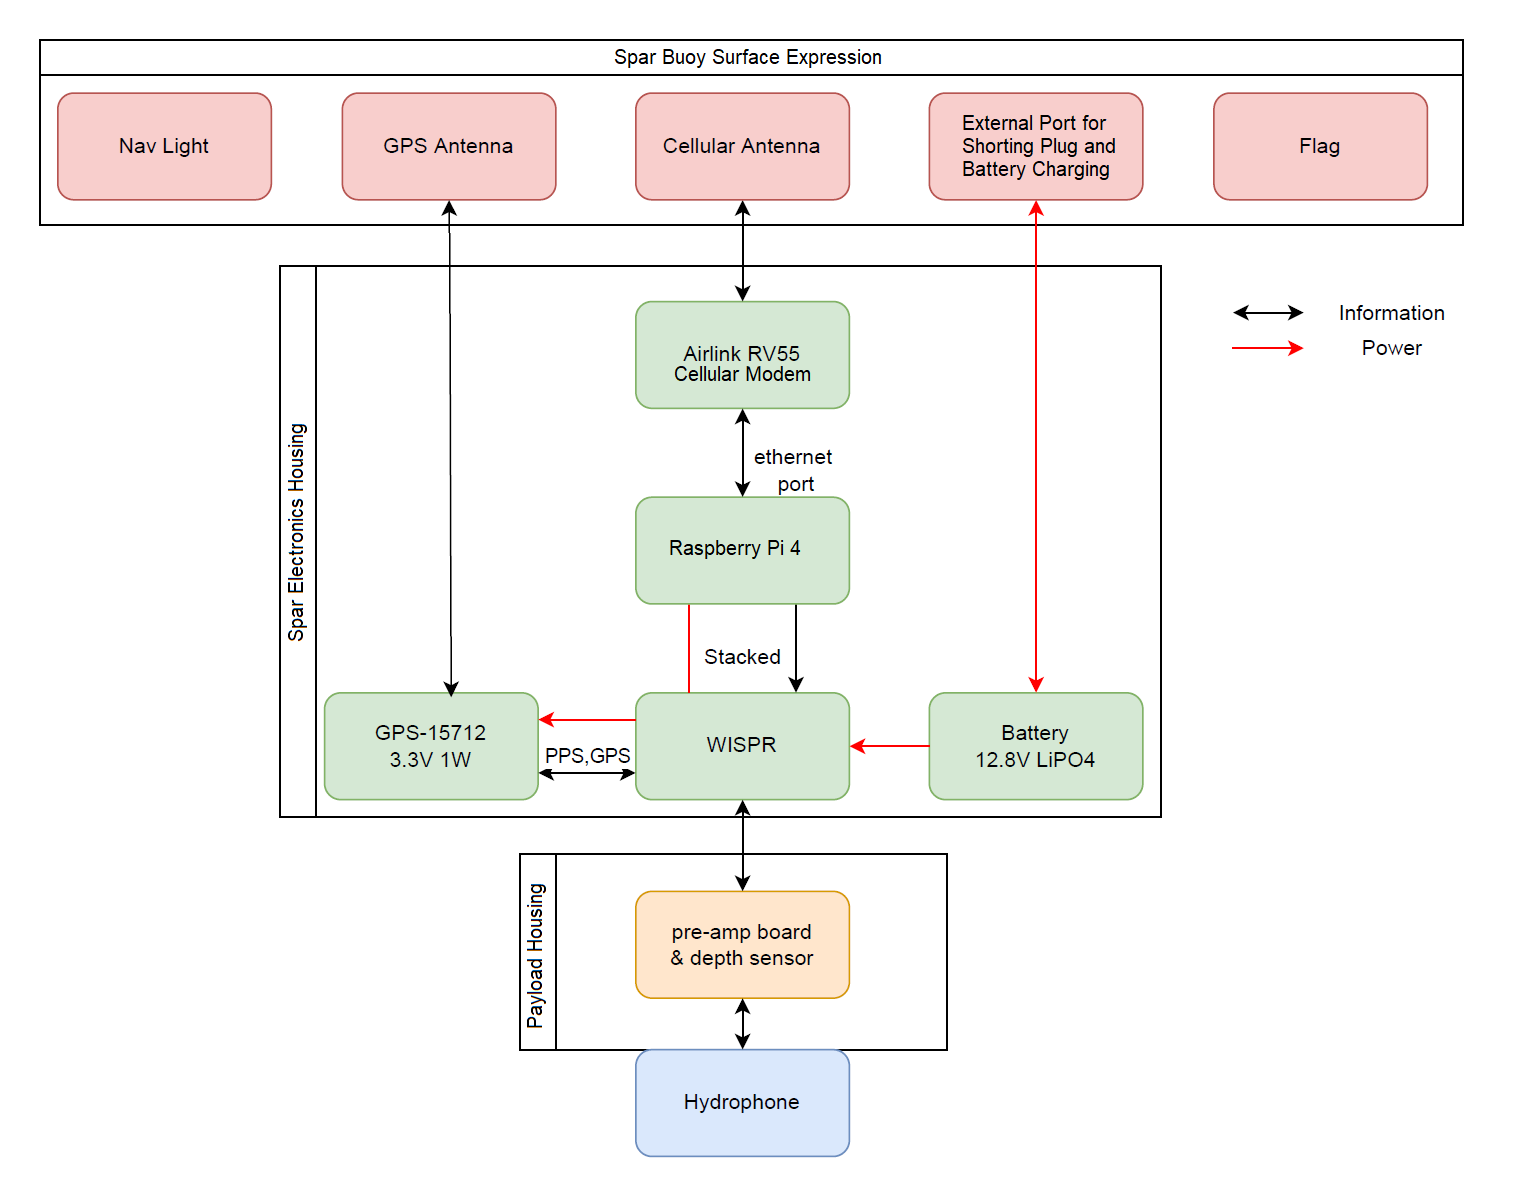 Spar Buoy Surface Expression
Nav Light
GPS Antenna
Cellular Antenna
External Port for
Shorting Plug and
Battery Charging
Flag
Information
Power
Spar Electronics Housing
Airlink RV55
Cellular Modem
ethernet
port
Raspberry Pi 4
Stacked
GPS-15712
3.3V 1W
PPS,GPS
WISPR
Battery
12.8V LiPO4
Payload Housing
pre-amp board
& depth sensor
Hydrophone